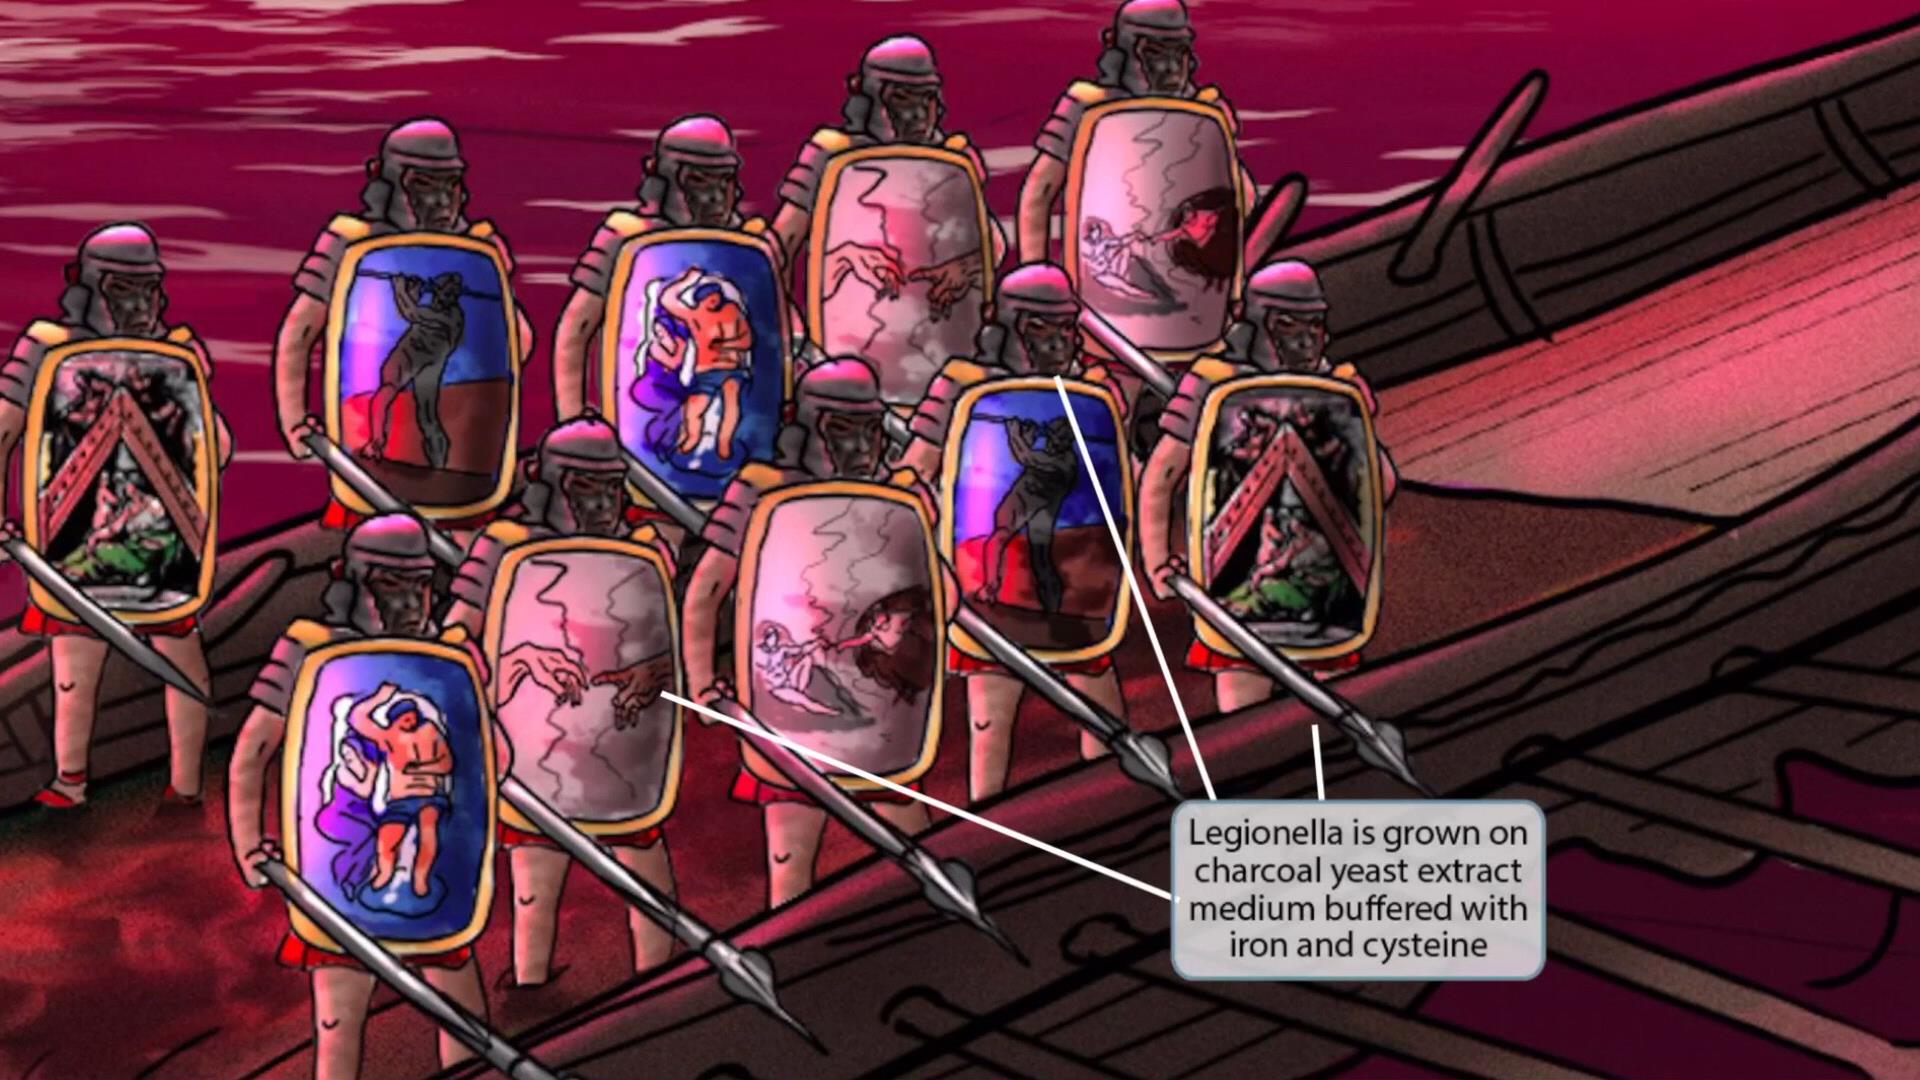 Legionella is grown on
charcoal yeast extract
medium buffered with
iron and cysteine